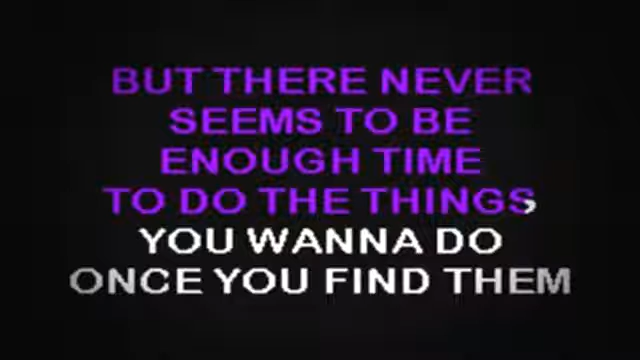 BUT THERE NEVER
SEEMS TO BE
ENOUGH TIME
TO DO THE THINGS
YOU WANNA DO
ONCE YOU FIND THEM